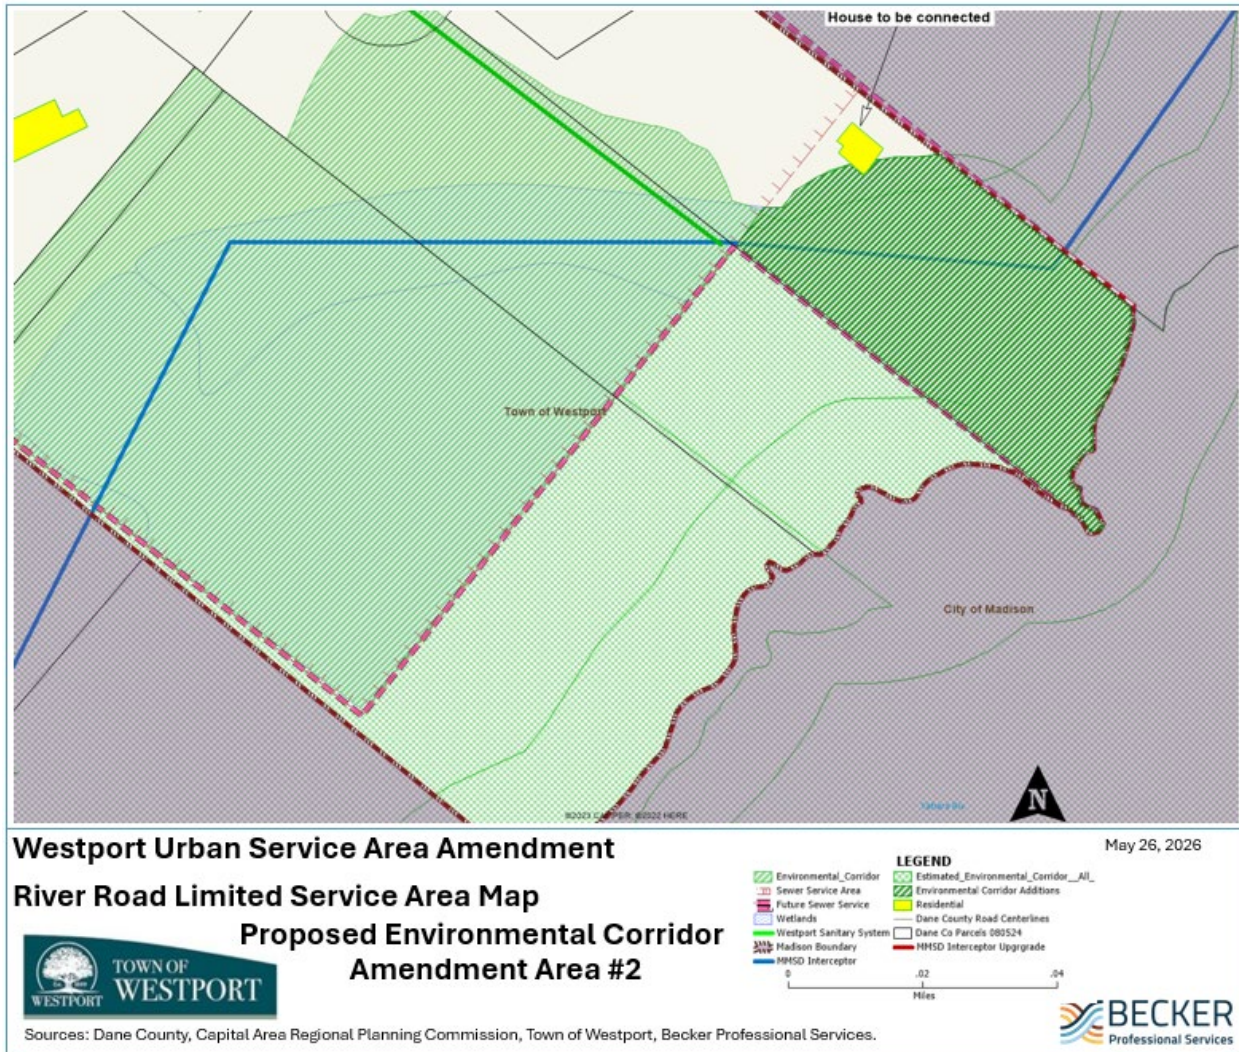 House to be connected
Town of Westport
City of Madison
N
Westport Urban Service Area Amendment
River Road Limited Service Area Map
Proposed Environmental Corridor
Amendment Area #2
May 26, 2026
LEGEND
Environmental_Corridor
Sewer Service Area
Future Sewer Service
Wetlands
Westport Sanitary System
Madison Boundary
MMSD Interceptor
Estimated_Environmental_Corridor__All_
Environmental Corridor Additions
Residential
Dane County Road Centerlines
Dane Co Parcels 080524
MMSD Interceptor Upgrgrade
0 .02 .04
Miles
WESTPORT
TOWN OF
WESTPORT
BECKER
Professional Services
Sources: Dane County, Capital Area Regional Planning Commission, Town of Westport, Becker Professional Services.